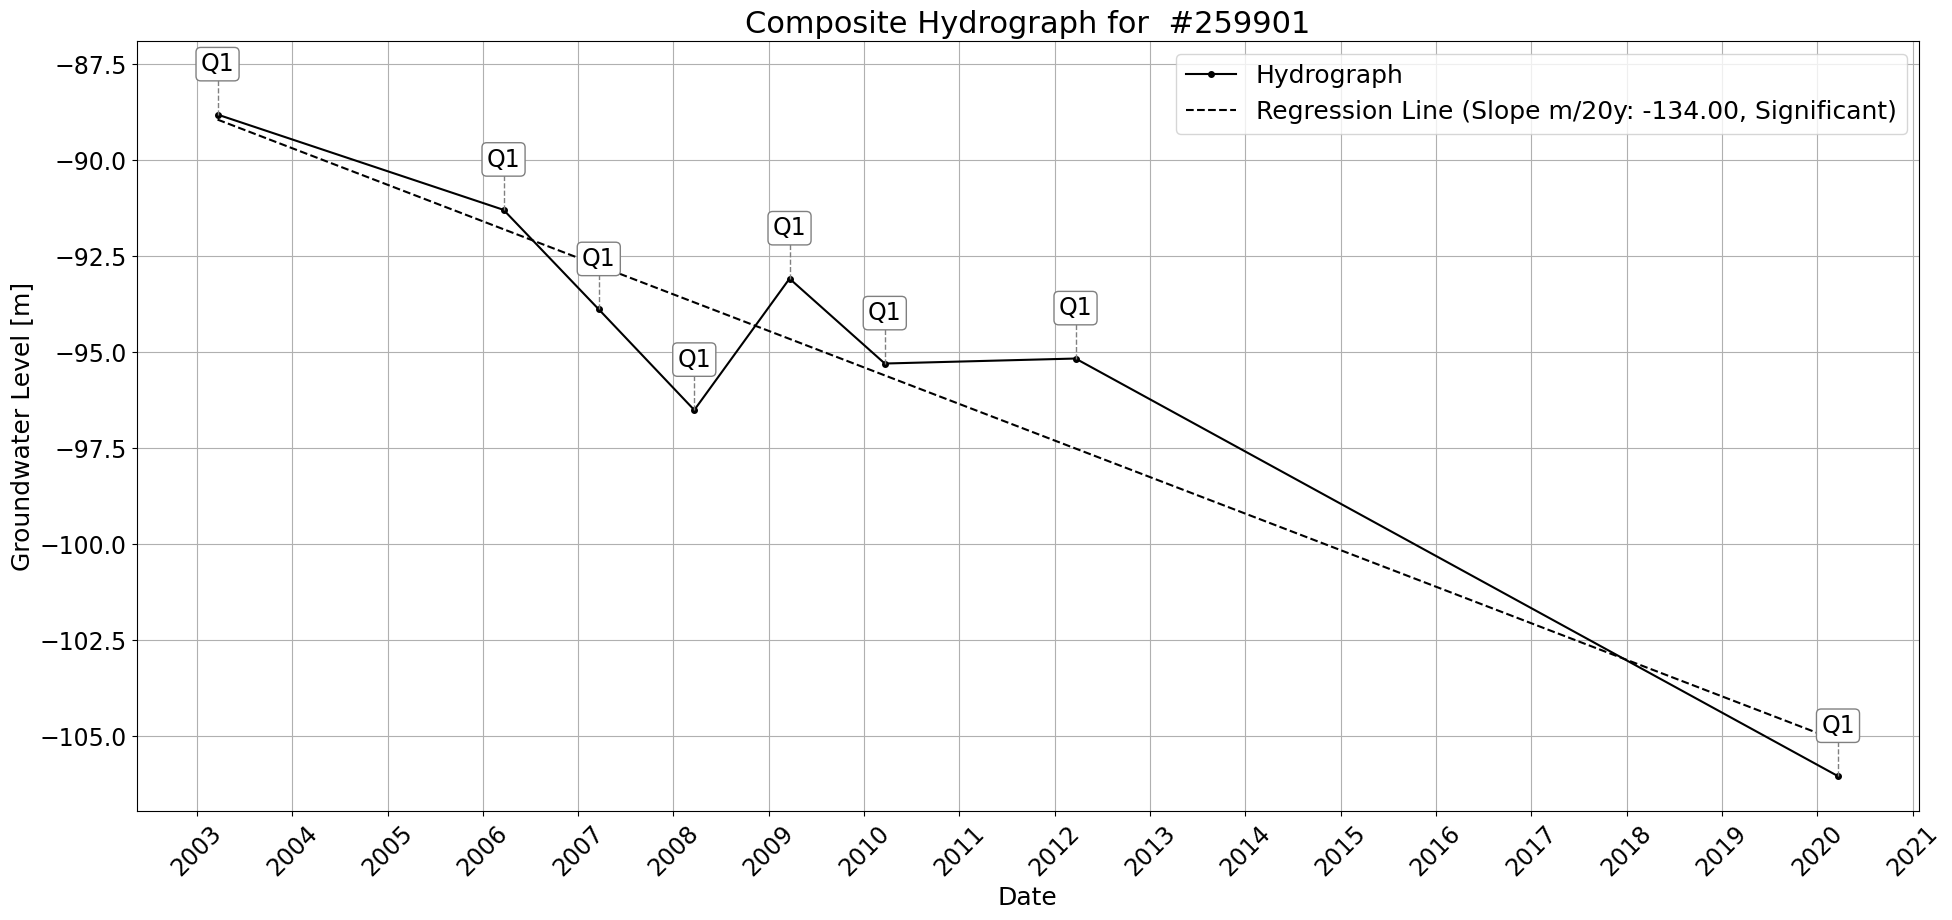 Composite Hydrograph for  #259901
Hydrograph
Regression Line (Slope m/20y: -134.00, Significant)
Groundwater Level [m]
−87.5
−90.0
−92.5
−95.0
−97.5
−100.0
−102.5
−105.0
Q1
Q1
Q1
Q1
Q1
Q1
Q1
Q1
2003
2004
2005
2006
2007
2008
2009
2010
2011
2012
2013
2014
2015
2016
2017
2018
2019
2020
2021
Date